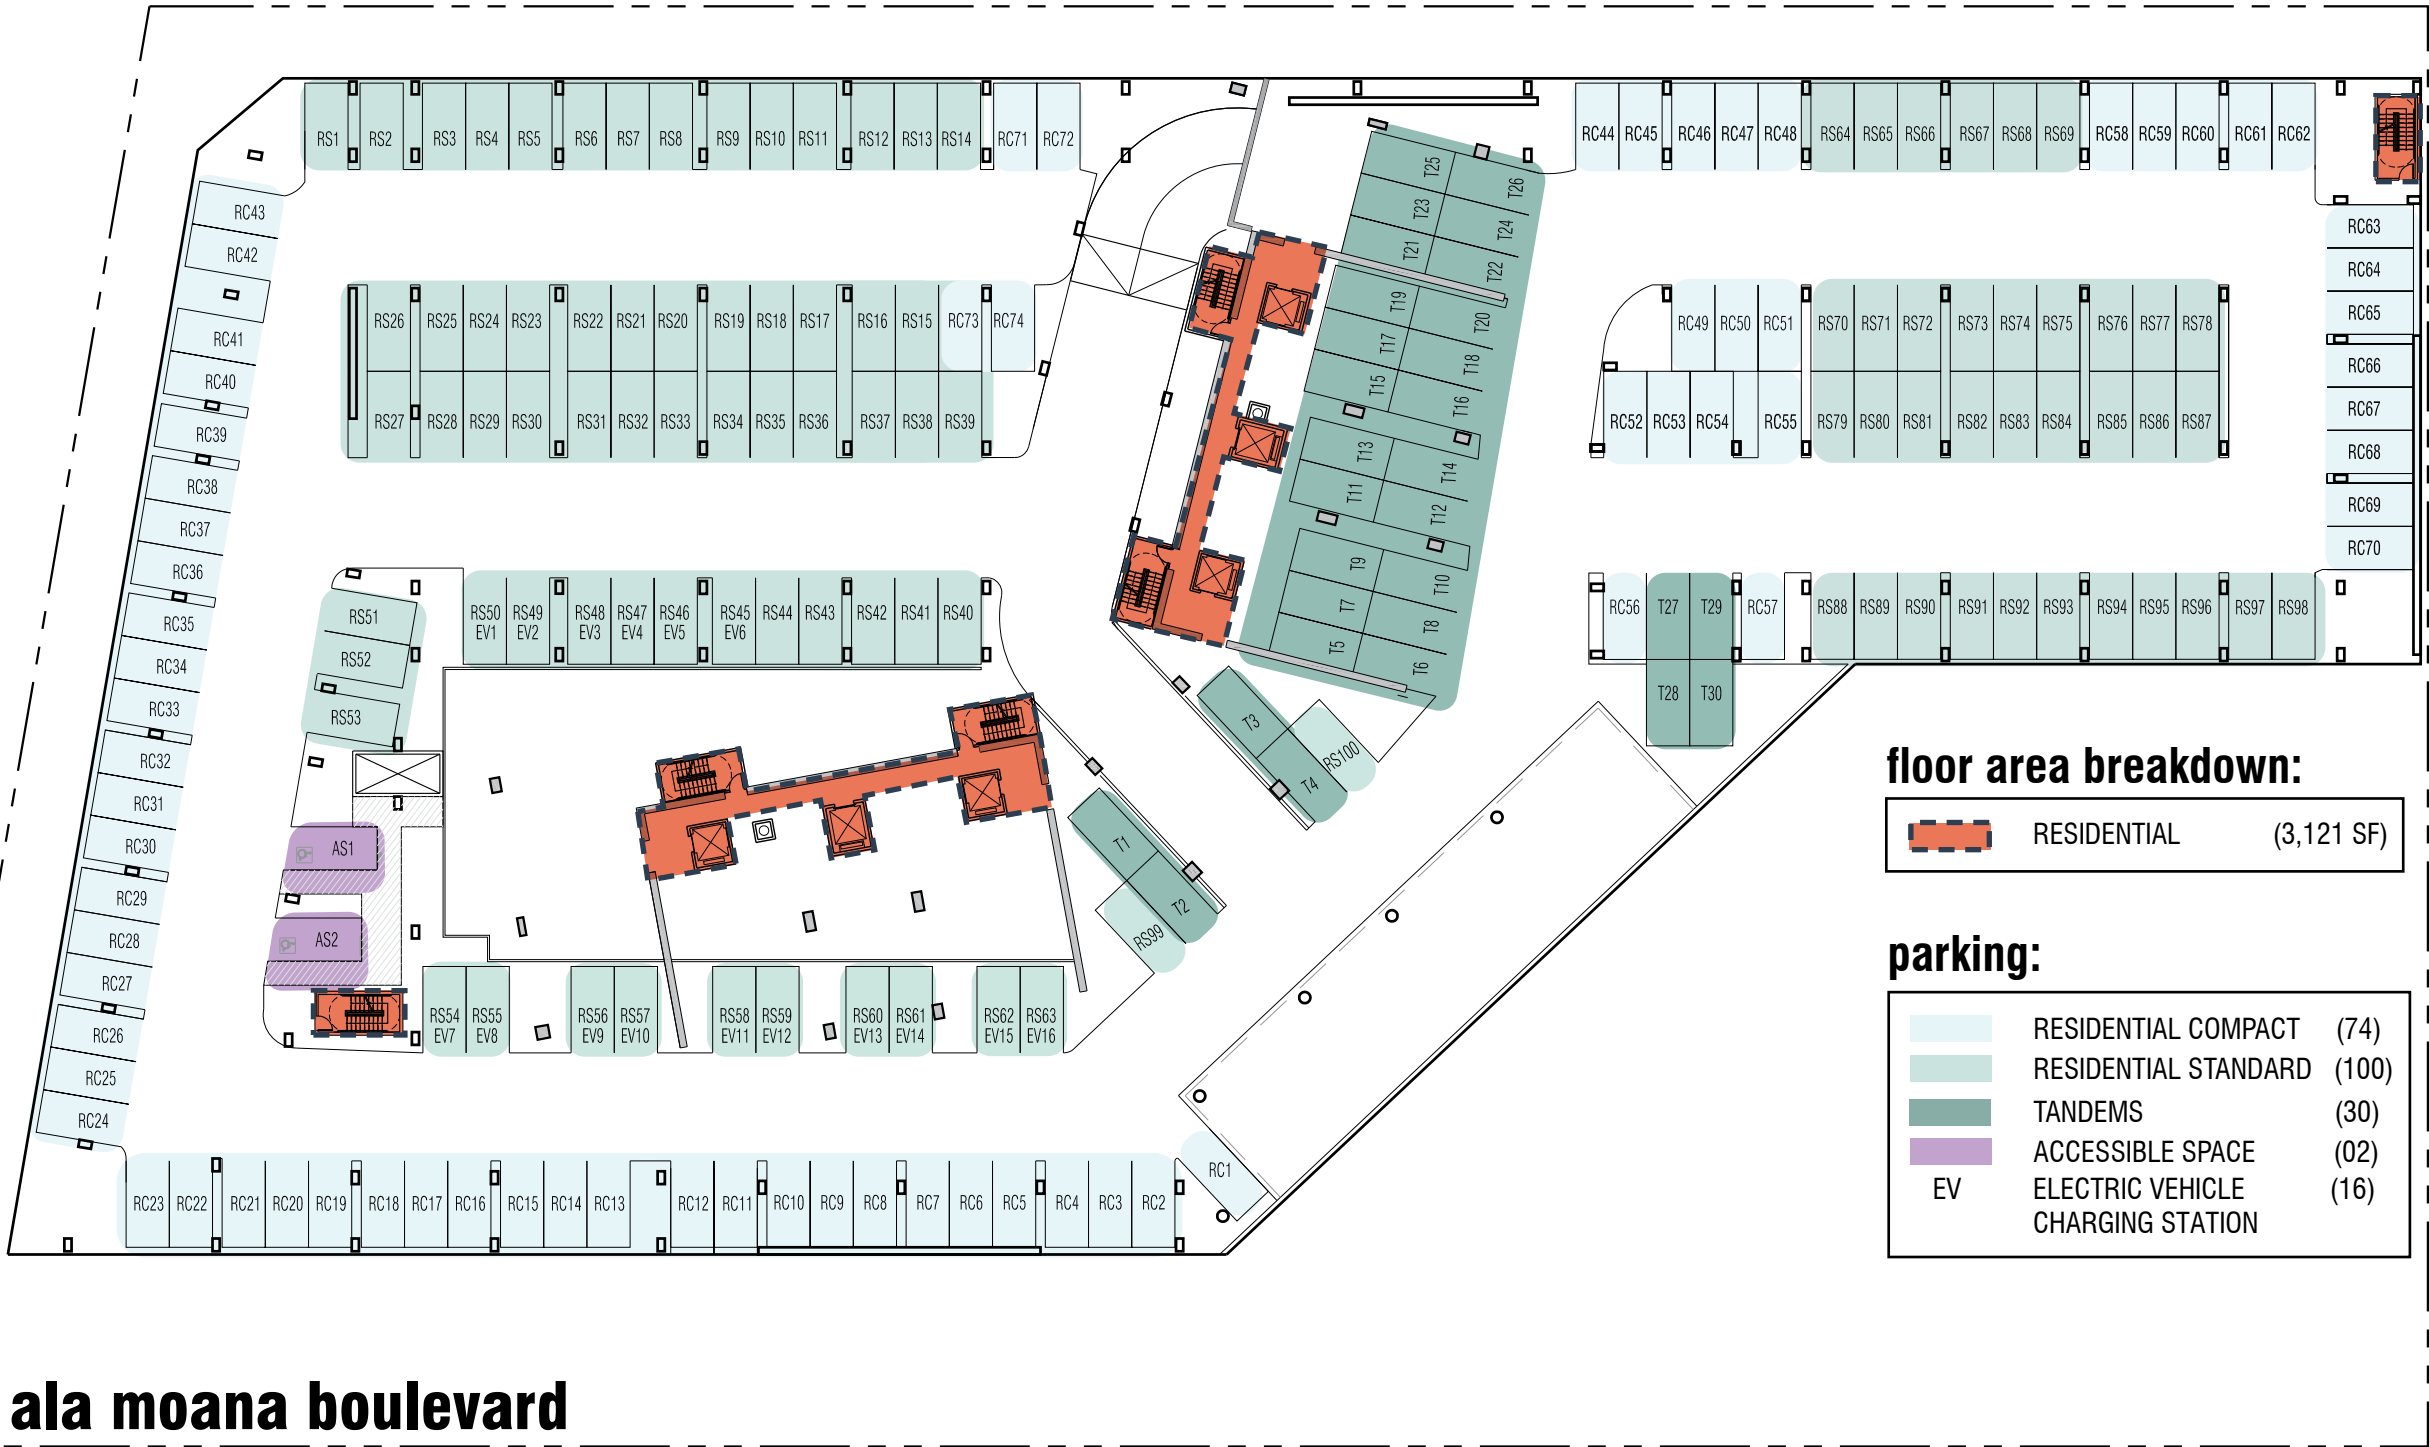 RS1 RS2 RS3 RS4 RS5 RS6 RS7 RS8 RS9 RS10 RS11 RS12 RS13 RS14 RC71 RC72
RC44 RC45 RC46 RC47 RC48 RS64 RS65 RS66 RS67 RS68 RS69 RC58 RC59 RC60 RC61 RC62
RC43
RC42
RC41
RC40
RC39
RC38
RC37
RC36
RC35
RC34
RC33
RC32
RC31
RC30
RC29
RC28
RC27
RC26
RC25
RC24
RS26 RS25 RS24 RS23 RS22 RS21 RS20 RS19 RS18 RS17 RS16 RS15 RC73 RC74
RS27 RS28 RS29 RS30 RS31 RS32 RS33 RS34 RS35 RS36 RS37 RS38 RS39
T25 T26
T23 T24
T21 T22
T19 T20
T17 T18
T15 T16
T13 T14
T11 T12
T9 T10
T7 T8
T5 T6
RC49 RC50 RC51 RS70 RS71 RS72 RS73 RS74 RS75 RS76 RS77 RS78
RC52 RC53 RC54 RC55 RS79 RS80 RS81 RS82 RS83 RS84 RS85 RS86 RS87
RC63
RC64
RC65
RC66
RC67
RC68
RC69
RC70
RS51
RS52
RS53
RS50 RS49 RS48 RS47 RS46 RS45 RS44 RS43 RS42 RS41 RS40
EV1 EV2 EV3 EV4 EV5 EV6
RC56 T27 T29 RC57 RS88 RS89 RS90 RS91 RS92 RS93 RS94 RS95 RS96 RS97 RS98
T28 T30
T3
T4
RS100
T1
T2
RS99
AS1
AS2
RS54 RS55 RS56 RS57 RS58 RS59 RS60 RS61 RS62 RS63
EV7 EV8 EV9 EV10 EV11 EV12 EV13 EV14 EV15 EV16
RC23 RC22 RC21 RC20 RC19 RC18 RC17 RC16 RC15 RC14 RC13 RC12 RC11 RC10 RC9 RC8 RC7 RC6 RC5 RC4 RC3 RC2
RC1
floor area breakdown:
RESIDENTIAL (3,121 SF)
parking:
RESIDENTIAL COMPACT (74)
RESIDENTIAL STANDARD (100)
TANDEMS (30)
ACCESSIBLE SPACE (02)
EV ELECTRIC VEHICLE (16)
CHARGING STATION
ala moana boulevard